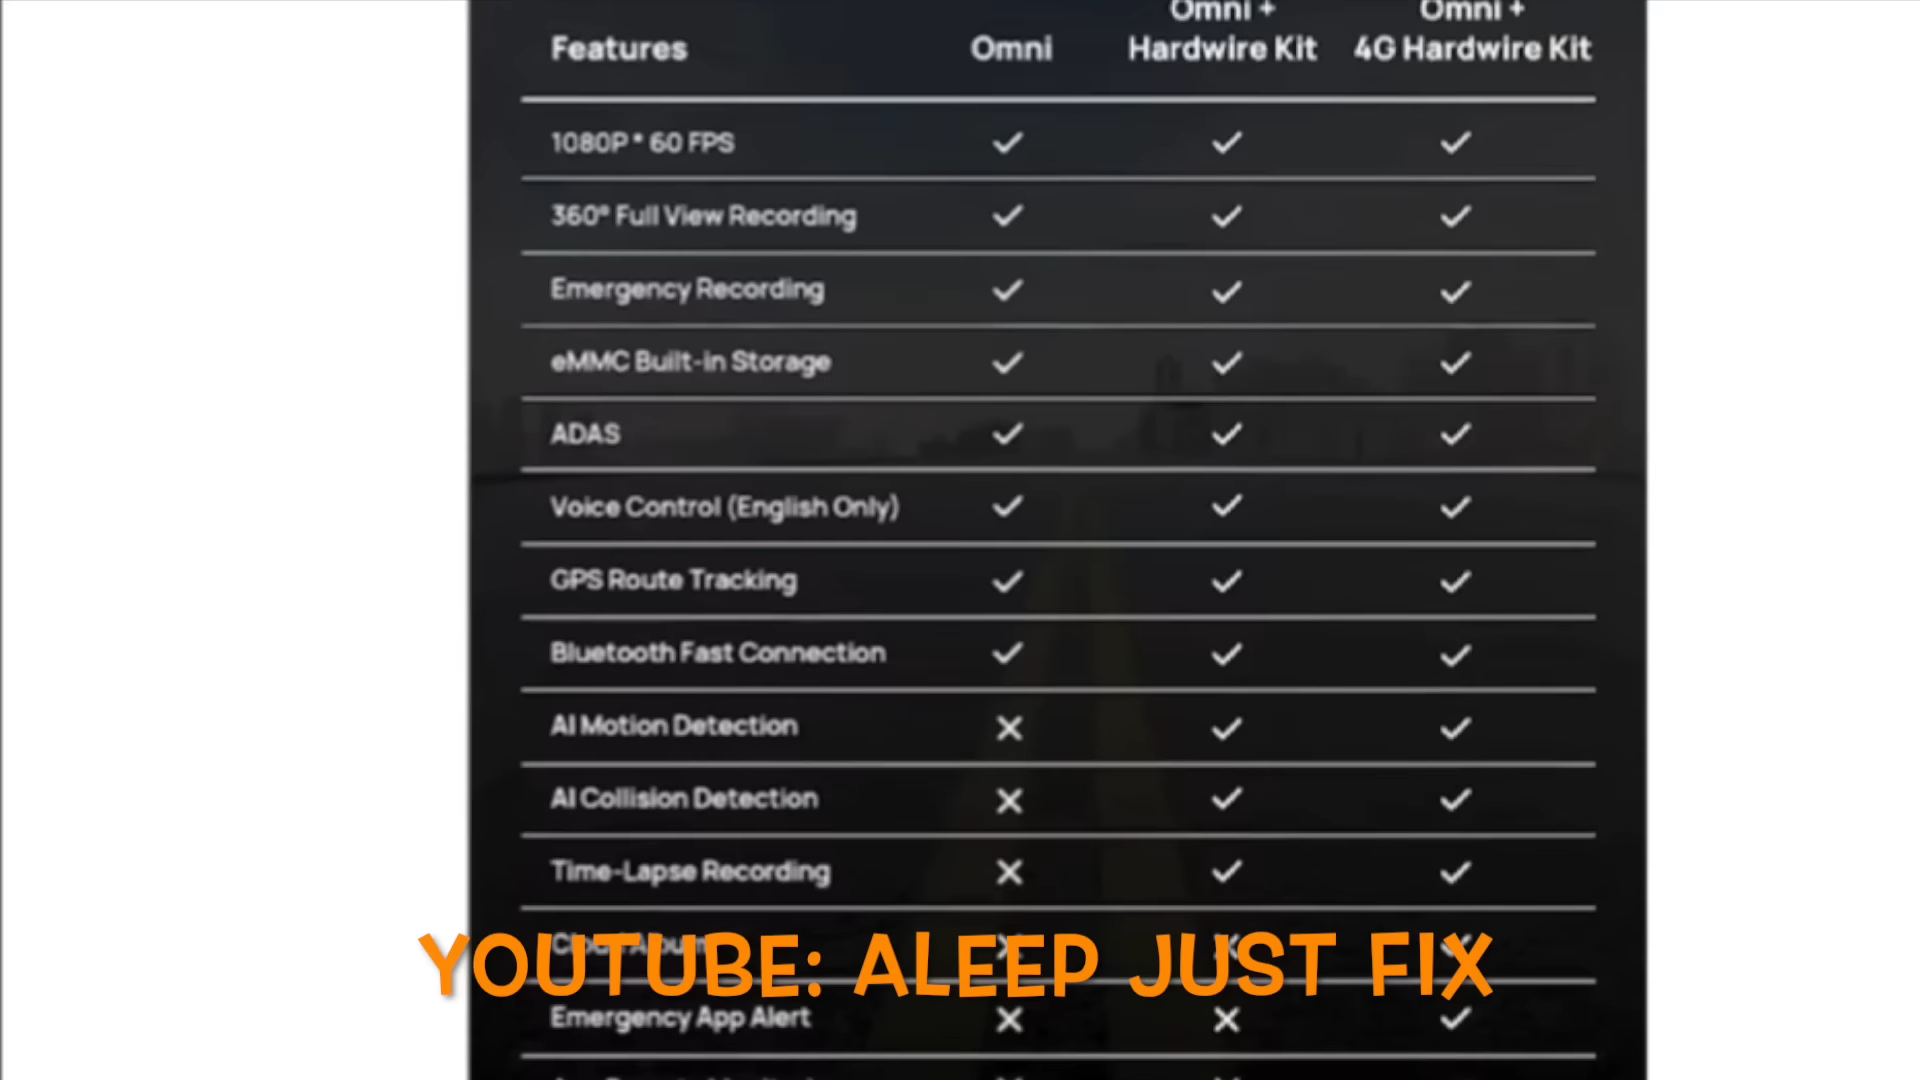 Omni + Omni +
Features Omni Hardwire Kit 4G Hardwire Kit
1080P * 60 FPS
360° Full View Recording
Emergency Recording
eMMC Built-in Storage
ADAS
Voice Control (English Only)
GPS Route Tracking
Bluetooth Fast Connection
AI Motion Detection
AI Collision Detection
Time-Lapse Recording
Cloud Album
YOUTUBE: ALEEP JUST FIX
Emergency App Alert